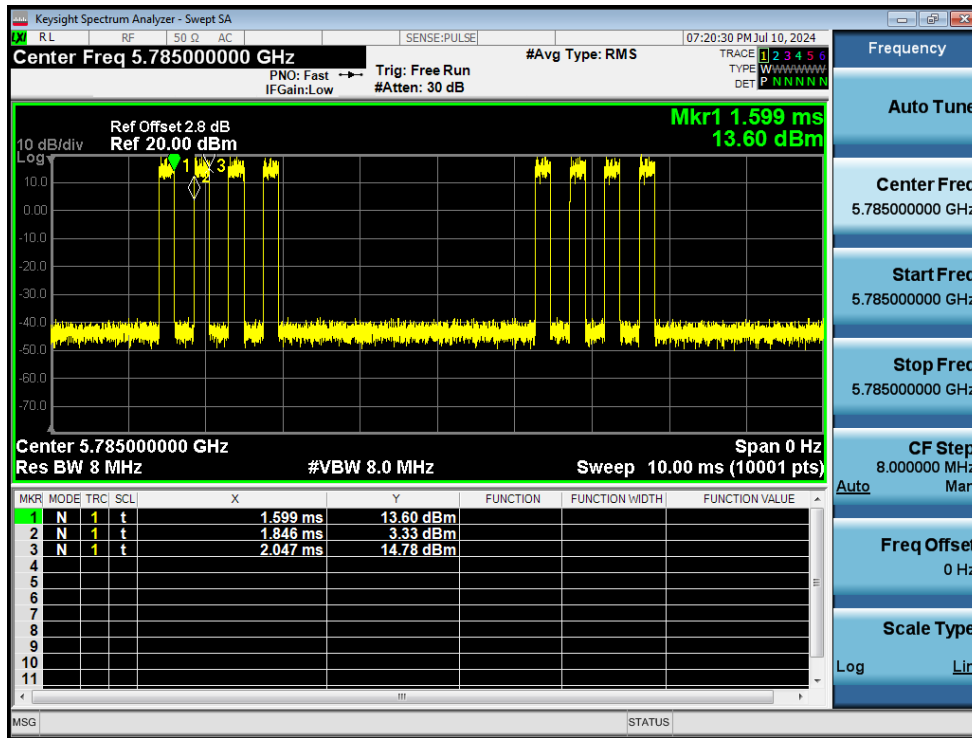 Keysight Spectrum Analyzer - Swept SA
LXI RL RF 50 Ω AC SENSE:PULSE 07:20:30 PM Jul 10, 2024
Center Freq 5.785000000 GHz
PNO: Fast
IFGain:Low
Trig: Free Run
#Atten: 30 dB
#Avg Type: RMS
TRACE 1 2 3 4 5 6
TYPE WWWWWW
DET P N N N N N
Mkr1 1.599 ms
13.60 dBm
Ref Offset 2.8 dB
10 dB/div Ref 20.00 dBm
Log
1 2 3
10.0
0.00
-10.0
-20.0
-30.0
-40.0
-50.0
-60.0
-70.0
Center 5.785000000 GHz Span 0 Hz
Res BW 8 MHz #VBW 8.0 MHz Sweep 10.00 ms (10001 pts)
MKR MODE TRC SCL X Y FUNCTION FUNCTION WIDTH FUNCTION VALUE
1 N 1 t 1.599 ms 13.60 dBm
2 N 1 t 1.846 ms 3.33 dBm
3 N 1 t 2.047 ms 14.78 dBm
4
5
6
7
8
9
10
11
MSG STATUS
Frequency
Auto Tune
Center Freq
5.785000000 GHz
Start Freq
5.785000000 GHz
Stop Freq
5.785000000 GHz
CF Step
8.000000 MHz
Auto Man
Freq Offset
0 Hz
Scale Type
Log Lin